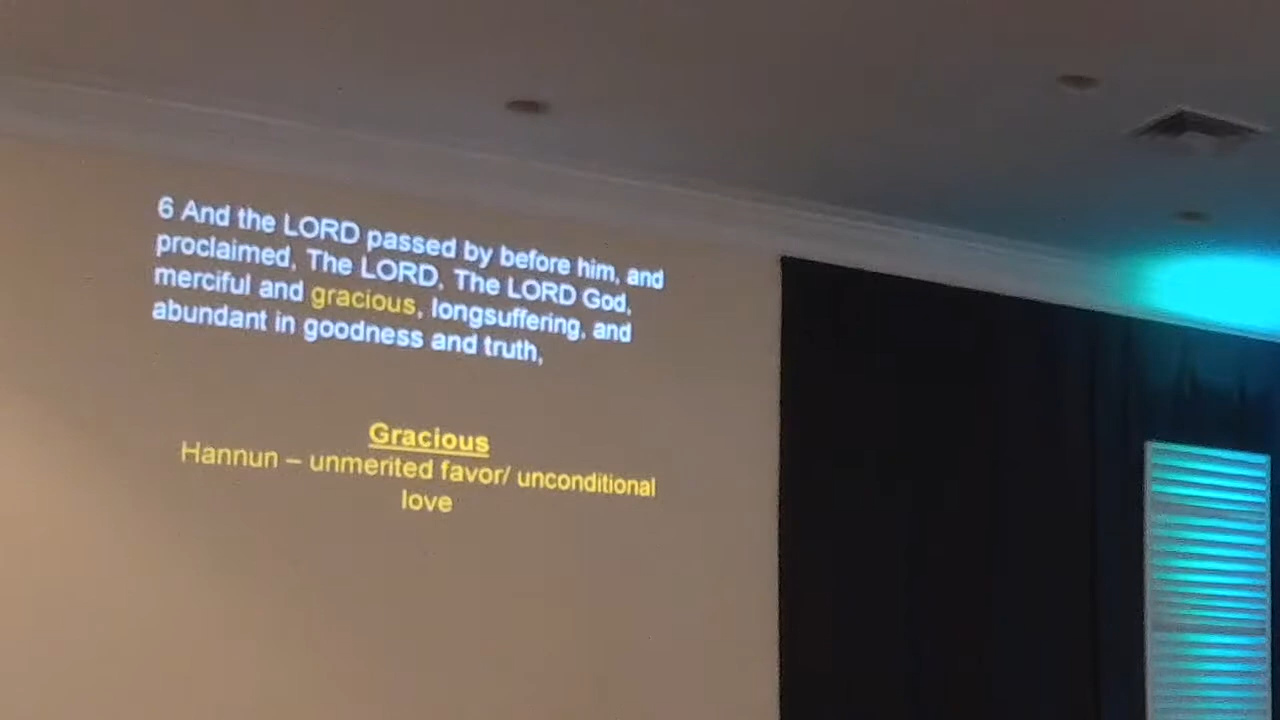 6 And the LORD passed by before him, and
proclaimed, The LORD, The LORD God,
merciful and gracious, longsuffering, and
abundant in goodness and truth,
Gracious
Hannun – unmerited favor/ unconditional
love